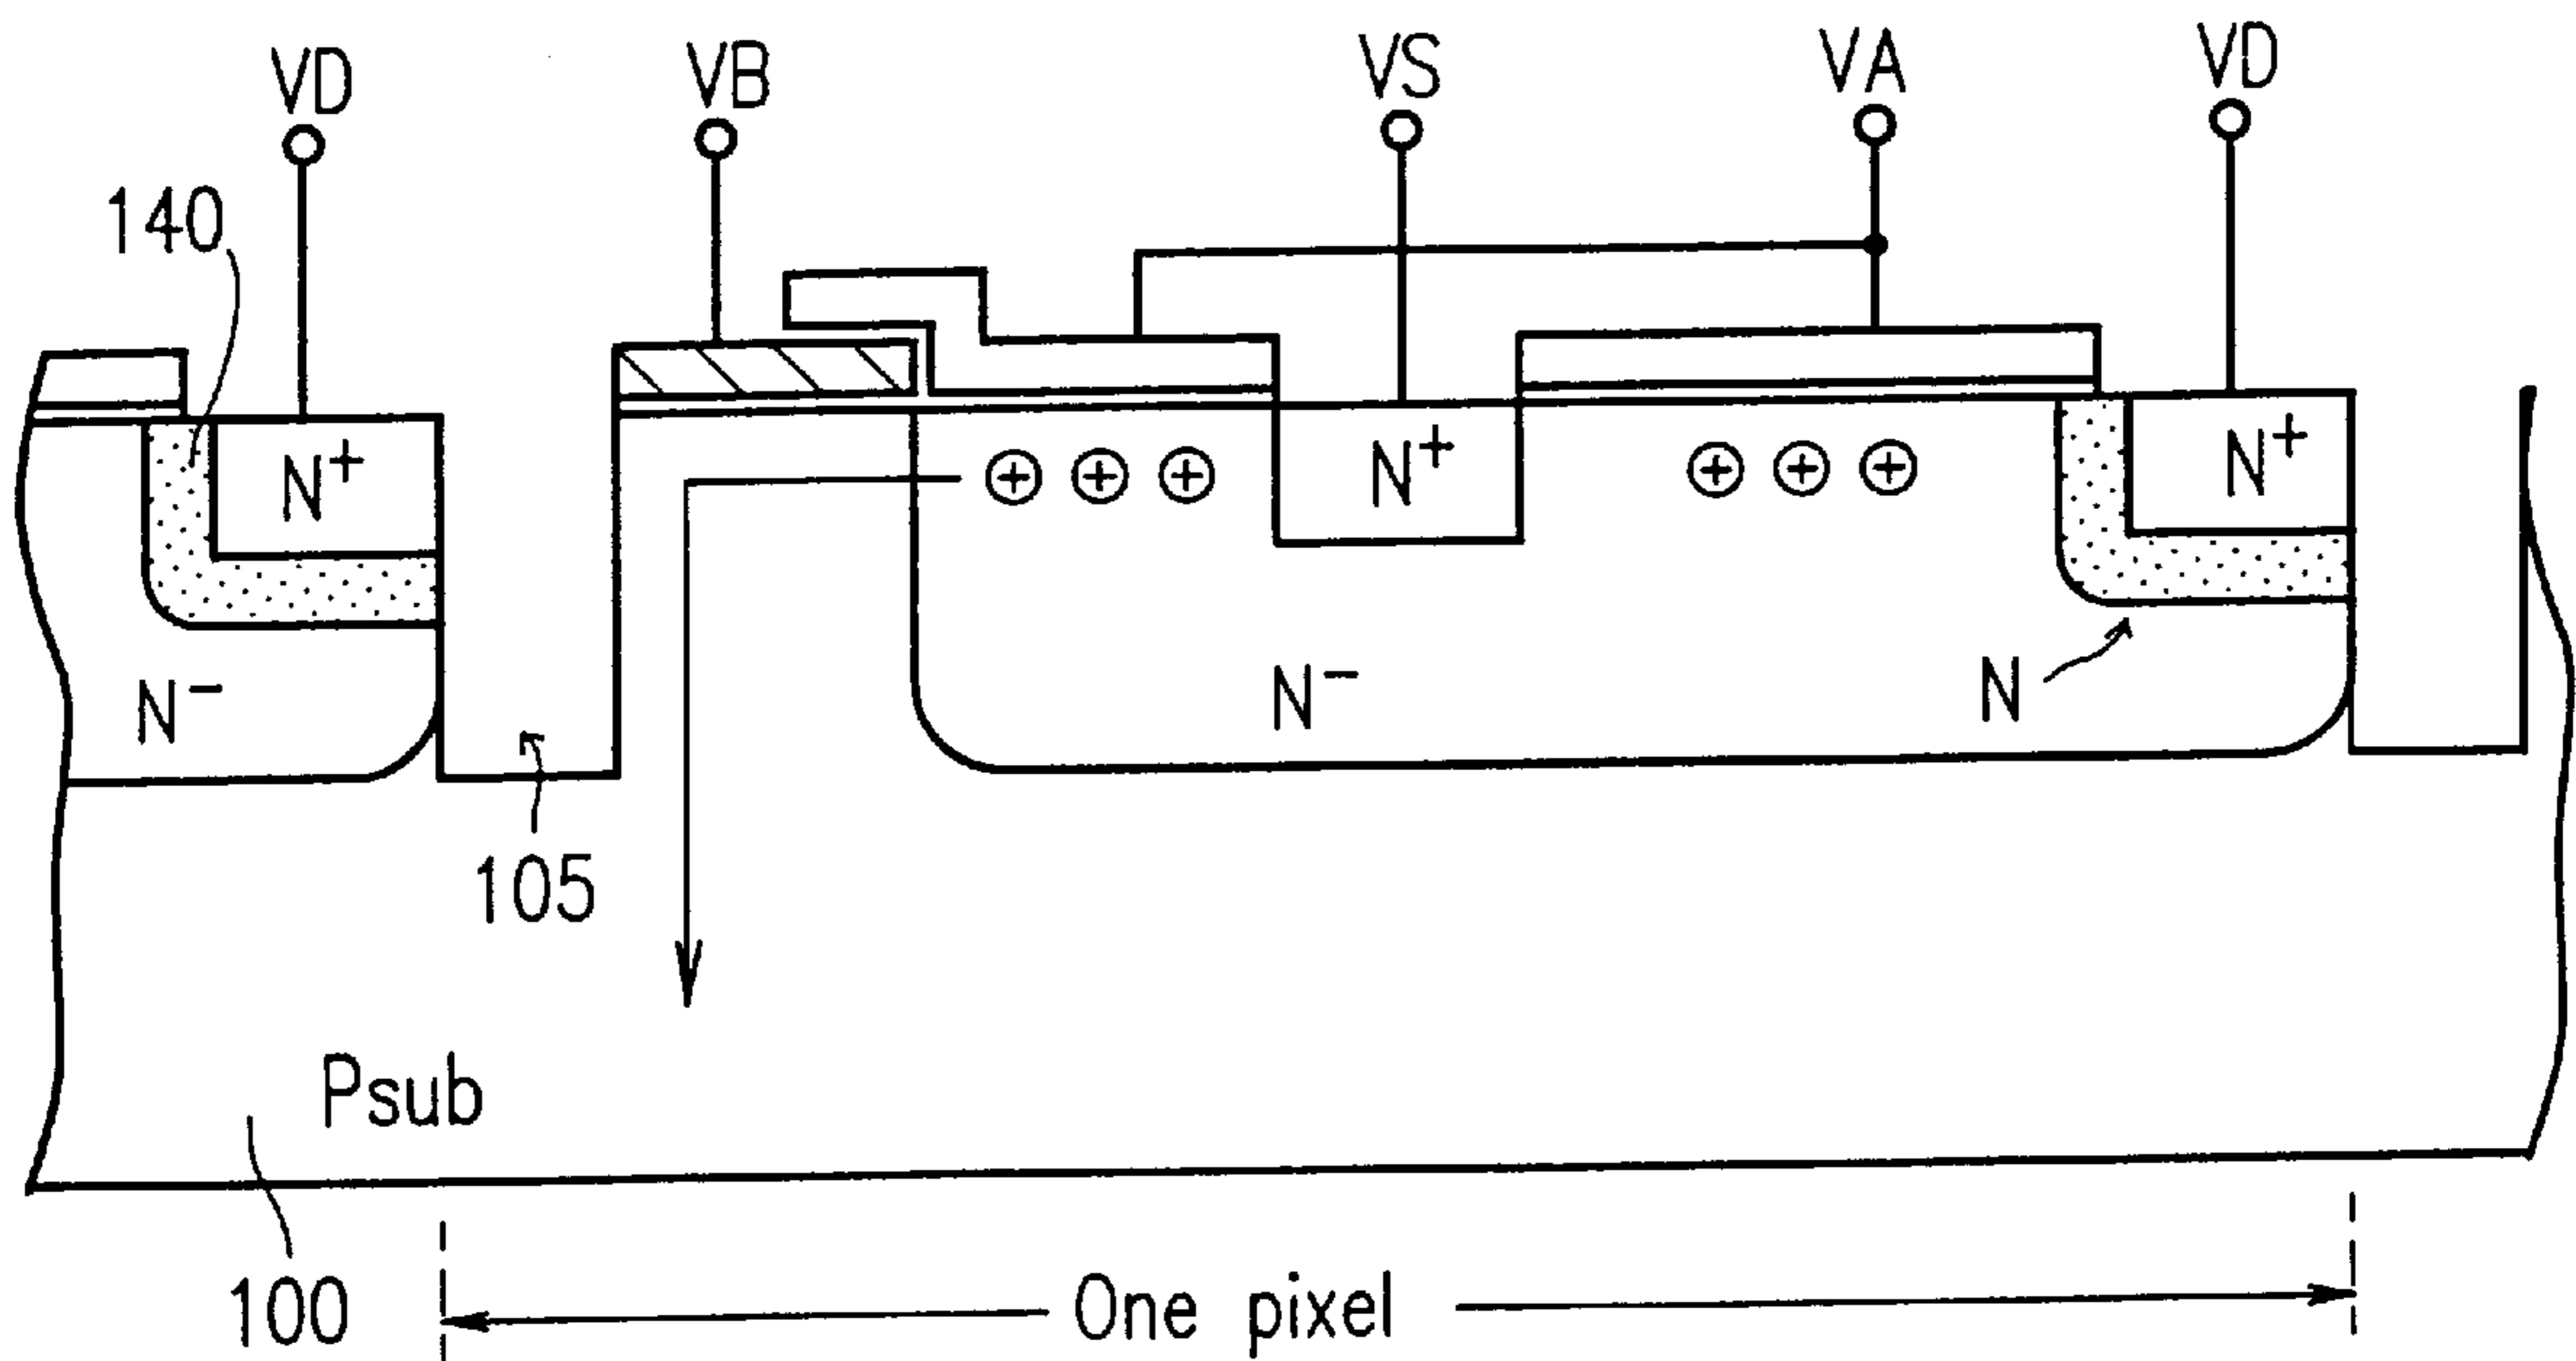 VD VB VS VA VD
140
N+ ⊕ ⊕ ⊕ N+ ⊕ ⊕ ⊕ N+
N- N- N
105
Psub
100 One pixel